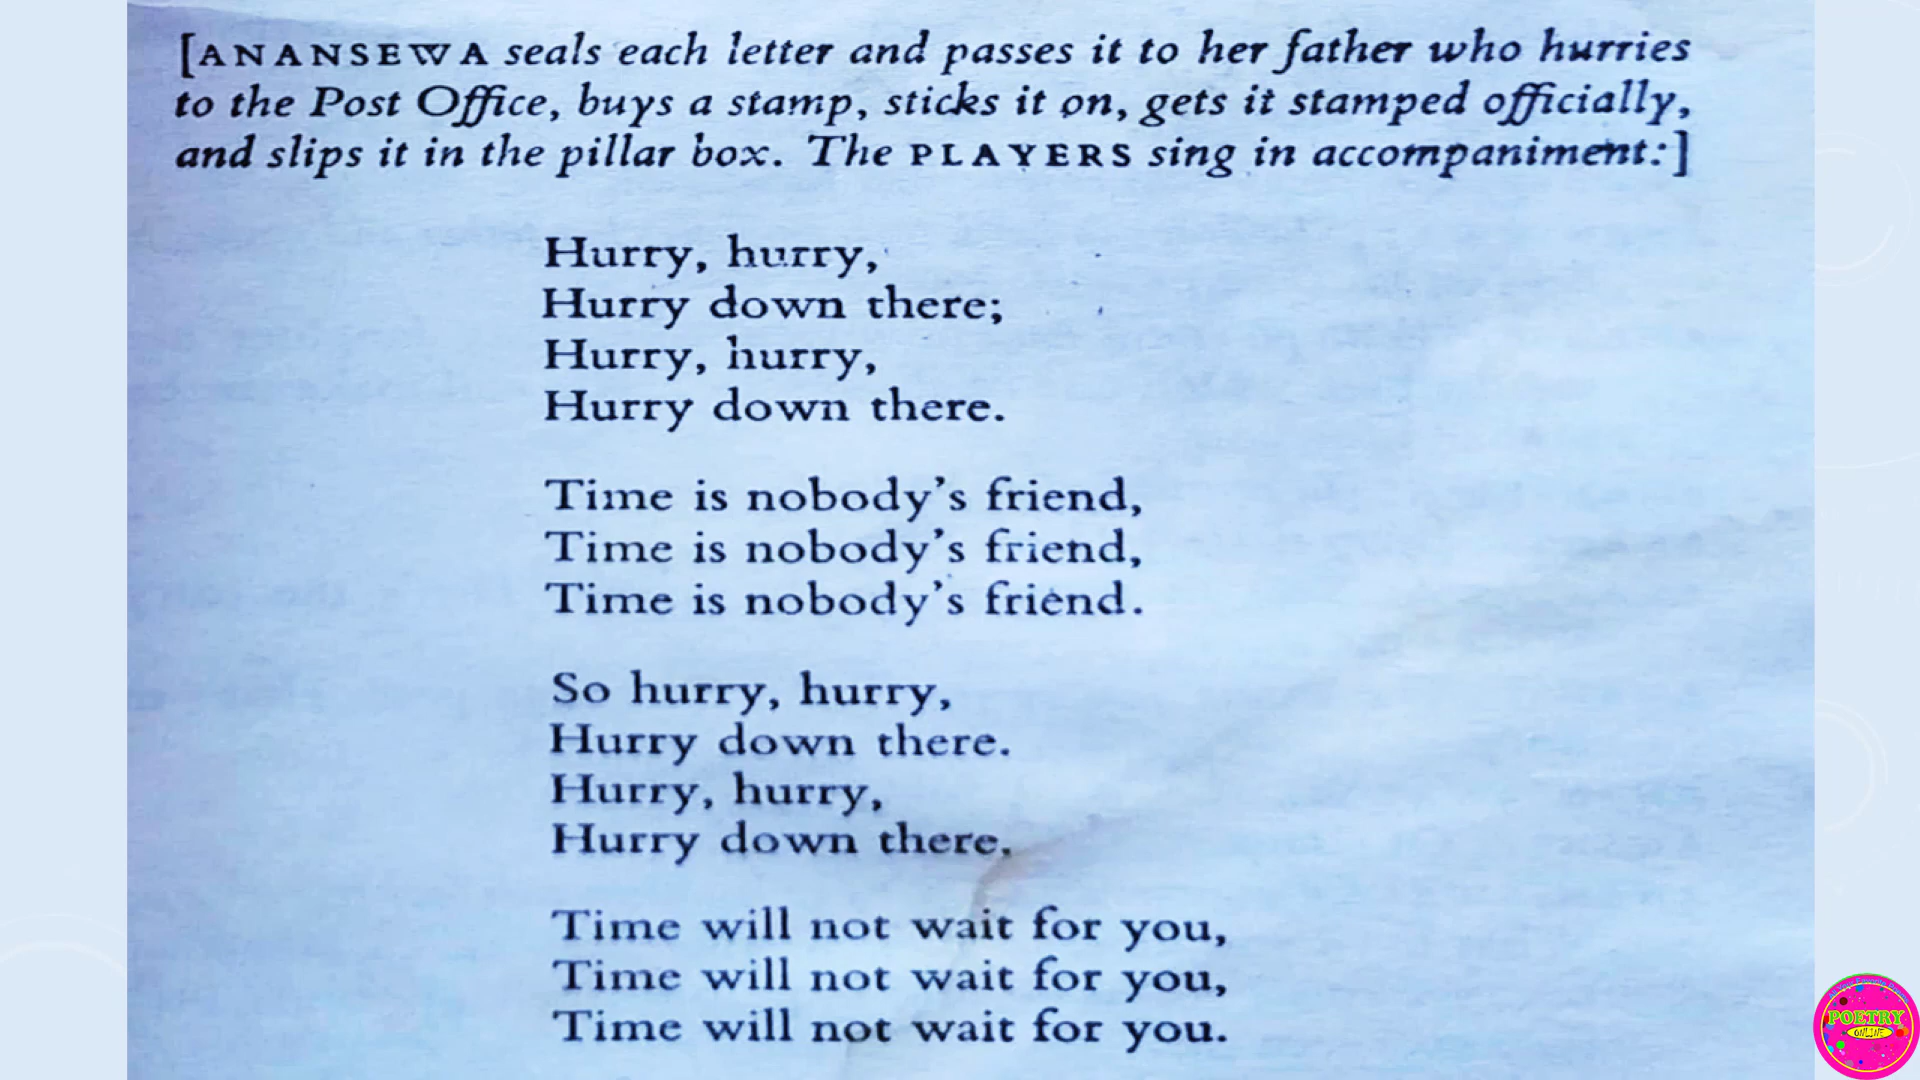 [ANANSEWA seals each letter and passes it to her father who hurries
to the Post Office, buys a stamp, sticks it on, gets it stamped officially,
and slips it in the pillar box. The PLAYERS sing in accompaniment:]
Hurry, hurry,
Hurry down there;
Hurry, hurry,
Hurry down there.
Time is nobody's friend,
Time is nobody's friend,
Time is nobody's friend.
So hurry, hurry,
Hurry down there.
Hurry, hurry,
Hurry down there.
Time will not wait for you,
Time will not wait for you,
Time will not wait for you.
POETRY
ONLINE